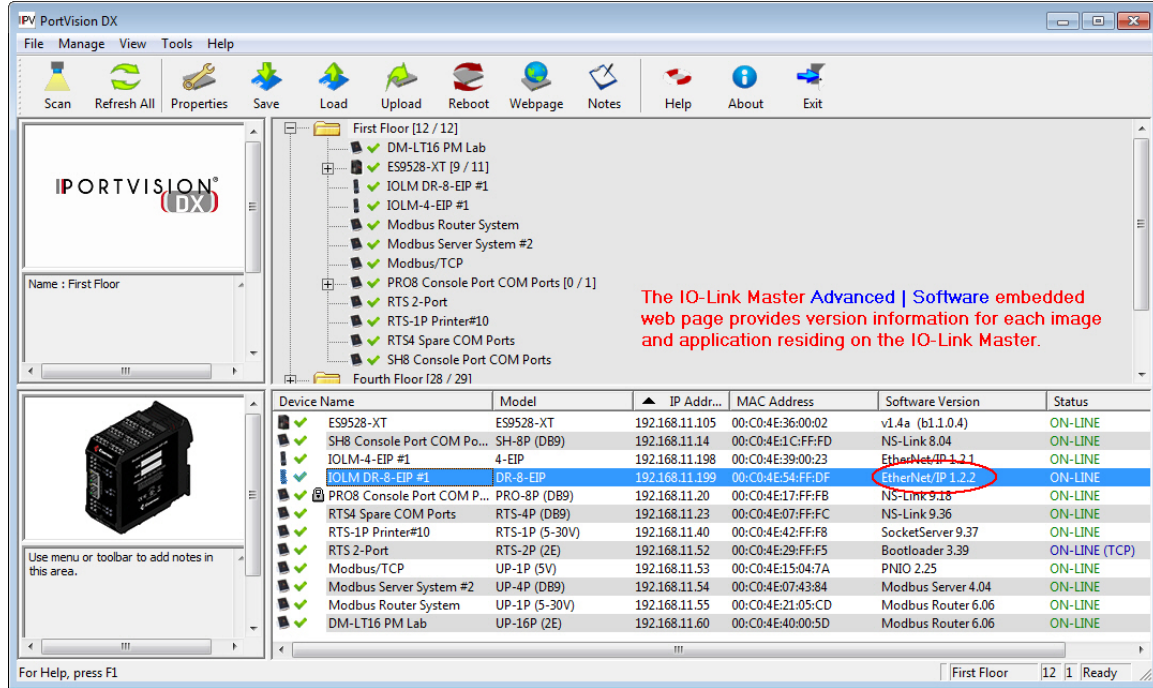 IPV PortVision DX
File Manage View Tools Help
Scan Refresh All Properties Save Load Upload Reboot Webpage Notes Help About Exit
PORTVISION®
DX
Name : First Floor
First Floor [12 / 12]
DM-LT16 PM Lab
ES9528-XT [9 / 11]
IOLM DR-8-EIP #1
IOLM-4-EIP #1
Modbus Router System
Modbus Server System #2
Modbus/TCP
PRO8 Console Port COM Ports [0 / 1]
RTS 2-Port
RTS-1P Printer#10
RTS4 Spare COM Ports
SH8 Console Port COM Ports
Fourth Floor [28 / 29]
The IO-Link Master Advanced | Software embedded
web page provides version information for each image
and application residing on the IO-Link Master.
Device Name Model IP Addr... MAC Address Software Version Status
ES9528-XT ES9528-XT 192.168.11.105 00:C0:4E:36:00:02 v1.4a (b1.1.0.4) ON-LINE
SH8 Console Port COM Po... SH-8P (DB9) 192.168.11.14 00:C0:4E:1C:FF:FD NS-Link 8.04 ON-LINE
IOLM-4-EIP #1 4-EIP 192.168.11.198 00:C0:4E:39:00:23 EtherNet/IP 1.2.1 ON-LINE
IOLM DR-8-EIP #1 DR-8-EIP 192.168.11.199 00:C0:4E:54:FF:DF EtherNet/IP 1.2.2 ON-LINE
PRO8 Console Port COM P... PRO-8P (DB9) 192.168.11.20 00:C0:4E:17:FF:FB NS-Link 9.18 ON-LINE
RTS4 Spare COM Ports RTS-4P (DB9) 192.168.11.23 00:C0:4E:07:FF:FC NS-Link 9.36 ON-LINE
RTS-1P Printer#10 RTS-1P (5-30V) 192.168.11.40 00:C0:4E:42:FF:F8 SocketServer 9.37 ON-LINE
RTS 2-Port RTS-2P (2E) 192.168.11.52 00:C0:4E:29:FF:F5 Bootloader 3.39 ON-LINE (TCP)
Modbus/TCP UP-1P (5V) 192.168.11.53 00:C0:4E:15:04:7A PNIO 2.25 ON-LINE
Modbus Server System #2 UP-4P (DB9) 192.168.11.54 00:C0:4E:07:43:84 Modbus Server 4.04 ON-LINE
Modbus Router System UP-1P (5-30V) 192.168.11.55 00:C0:4E:21:05:CD Modbus Router 6.06 ON-LINE
DM-LT16 PM Lab UP-16P (2E) 192.168.11.60 00:C0:4E:40:00:5D Modbus Router 6.06 ON-LINE
Use menu or toolbar to add notes in
this area.
For Help, press F1
First Floor 12 1 Ready